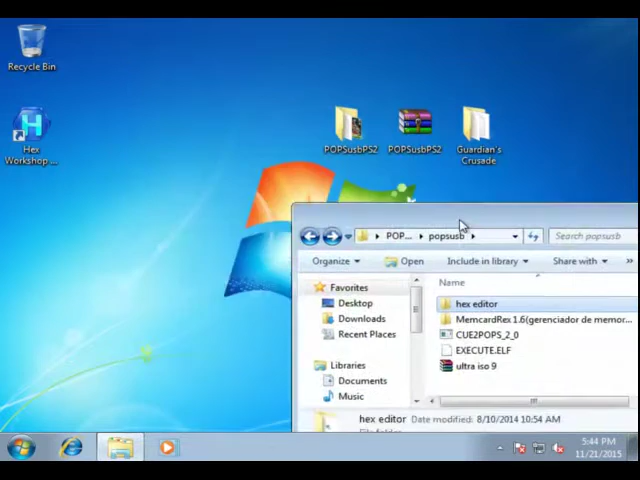 Recycle Bin
Hex
Workshop ...
POPSusbPS2
POPSusbPS2
Guardian's
Crusade
POP...
popsusb
Search popsusb
Organize
Open
Include in library
Share with
»
Favorites
Desktop
Downloads
Recent Places
Libraries
Documents
Music
Name
hex editor
MemcardRex 1.6(gerenciador de memor...
CUE2POPS_2_0
EXECUTE.ELF
ultra iso 9
hex editor Date modified: 8/10/2014 10:54 AM
5:44 PM
11/21/2015